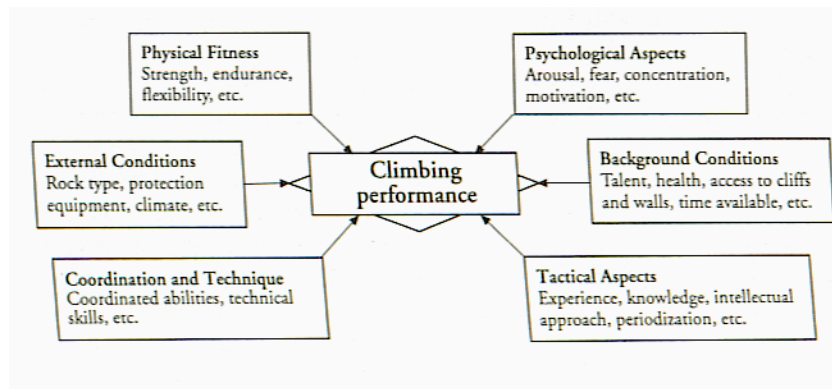 Physical Fitness
Strength, endurance,
flexibility, etc.
Psychological Aspects
Arousal, fear, concentration,
motivation, etc.
External Conditions
Rock type, protection
equipment, climate, etc.
Climbing
performance
Background Conditions
Talent, health, access to cliffs
and walls, time available, etc.
Coordination and Technique
Coordinated abilities, technical
skills, etc.
Tactical Aspects
Experience, knowledge, intellectual
approach, periodization, etc.